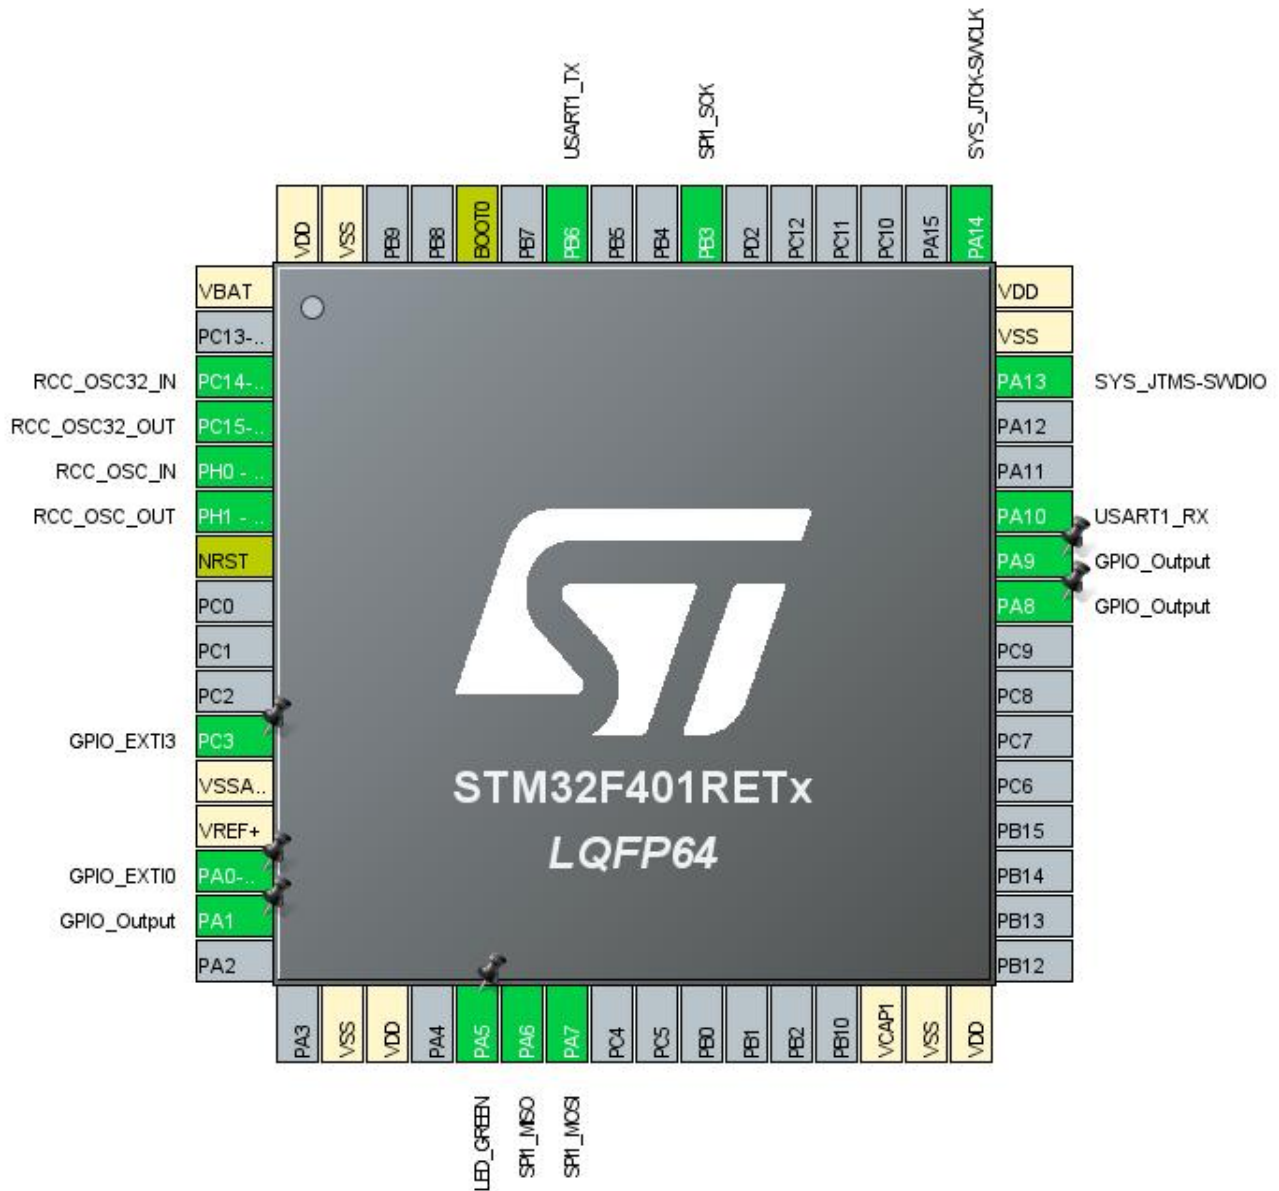 USART1_TX
SPI1_SCK
SYS_JTCK-SWCLK
VDD
VSS
PB9
PB8
BOOT0
PB7
PB6
PB5
PB4
PB3
PD2
PC12
PC11
PC10
PA15
PA14
VBAT
PC13-..
RCC_OSC32_IN PC14-..
RCC_OSC32_OUT PC15-..
RCC_OSC_IN PH0 - ..
RCC_OSC_OUT PH1 - ..
NRST
PC0
PC1
PC2
GPIO_EXTI3 PC3
VSSA..
VREF+
GPIO_EXTI0 PA0-..
GPIO_Output PA1
PA2
STM32F401RETx
LQFP64
VDD
VSS
PA13 SYS_JTMS-SWDIO
PA12
PA11
PA10 USART1_RX
PA9 GPIO_Output
PA8 GPIO_Output
PC9
PC8
PC7
PC6
PB15
PB14
PB13
PB12
PA3
VSS
VDD
PA4
PA5
PA6
PA7
PC4
PC5
PB0
PB1
PB2
PB10
VCAP1
VSS
VDD
LED_GREEN
SPI1_MISO
SPI1_MOSI